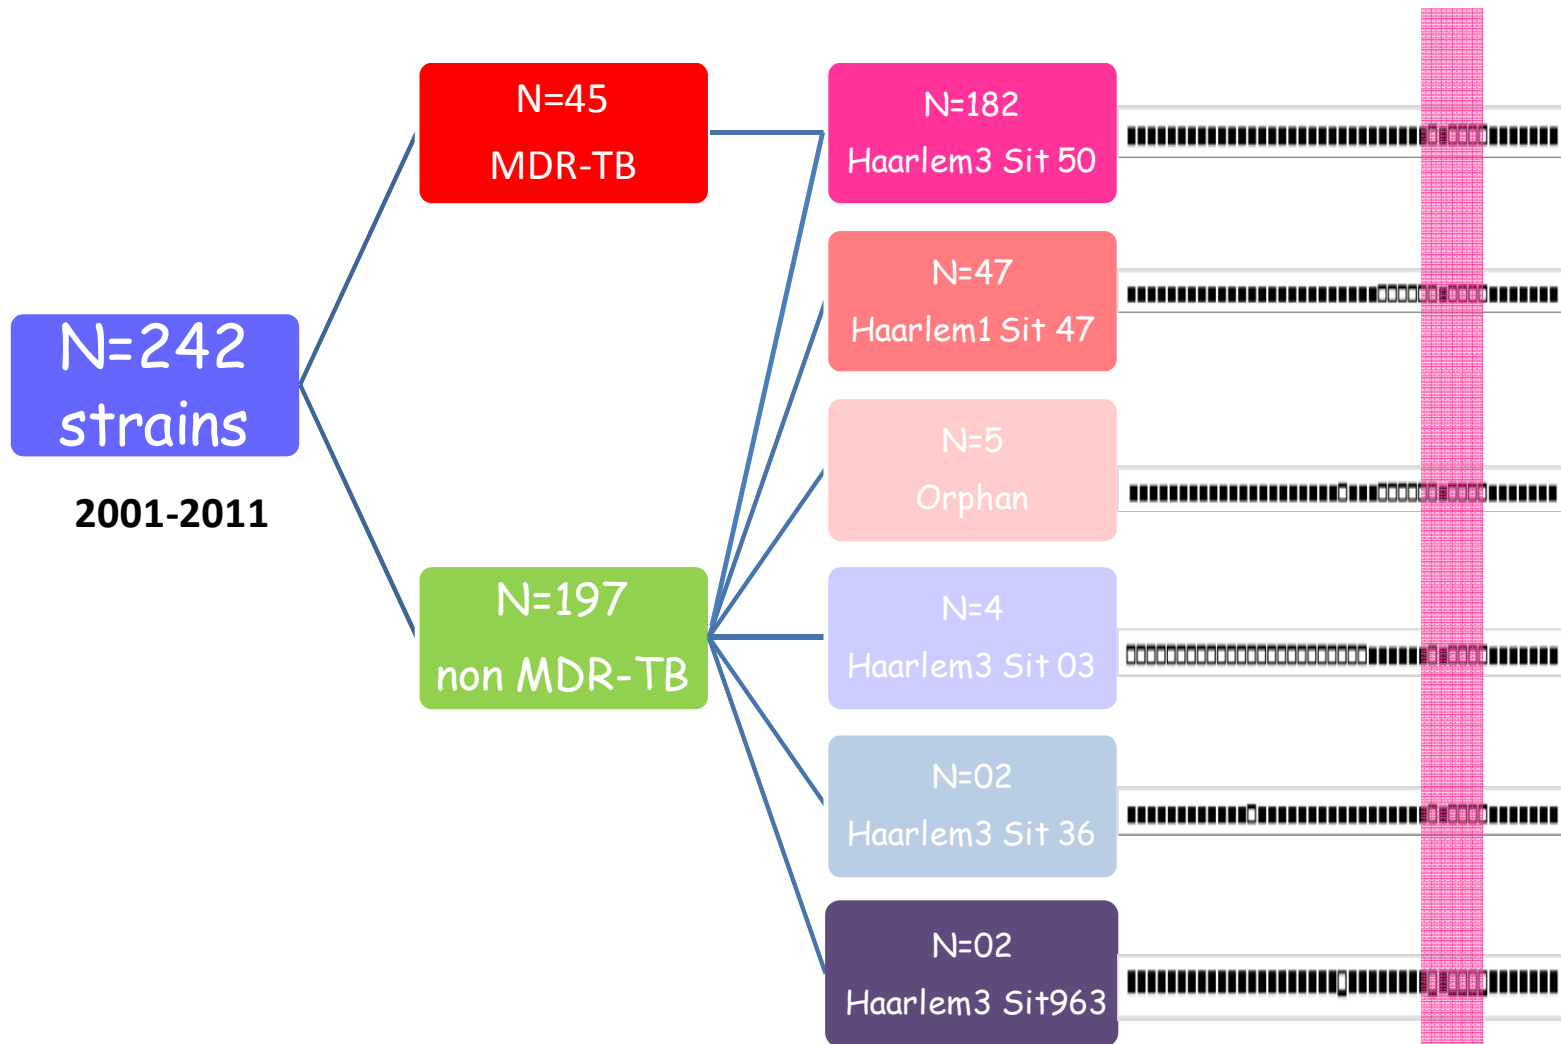 N=242
strains
2001-2011
N=45
MDR-TB
N=197
non MDR-TB
N=182
Haarlem3 Sit 50
N=47
Haarlem1 Sit 47
N=5
Orphan
N=4
Haarlem3 Sit 03
N=02
Haarlem3 Sit 36
N=02
Haarlem3 Sit963